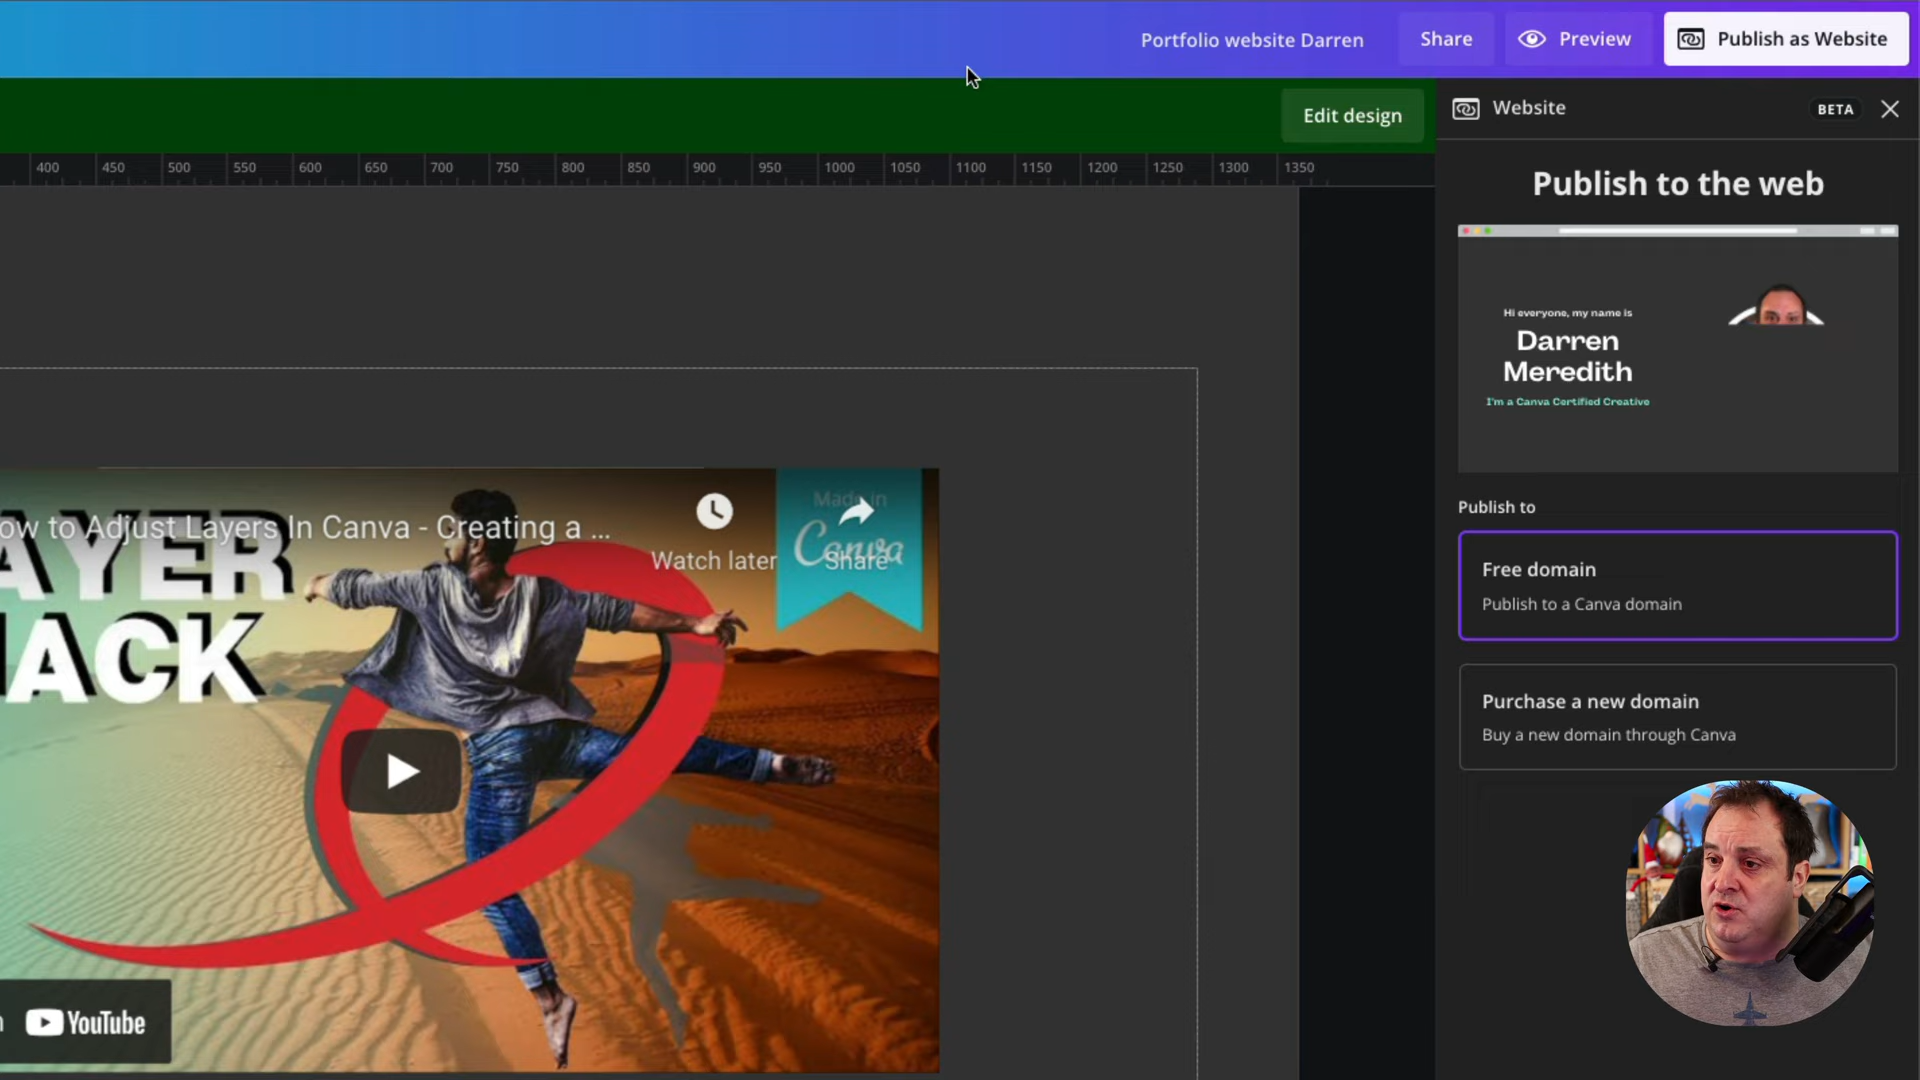 Portfolio website Darren
Share
Preview
Publish as Website
Edit design
Website
BETA
400 450 500 550 600 650 700 750 800 850 900 950 1000 1050 1100 1150 1200 1250 1300 1350
Publish to the web
Hi everyone, my name is
Darren
Meredith
I'm a Canva Certified Creative
Publish to
Free domain
Publish to a Canva domain
Purchase a new domain
Buy a new domain through Canva
ow to Adjust Layers In Canva - Creating a ...
Watch later
Share
Made in
Canva
AYER
ACK
YouTube